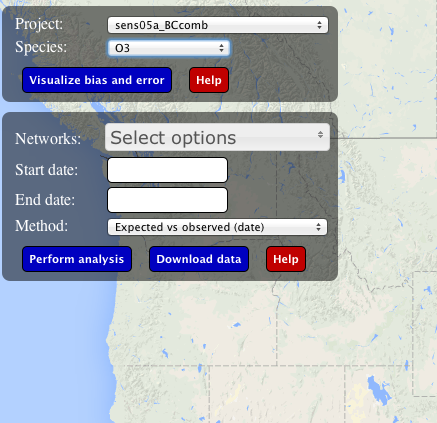 Project: sens05a_BCcomb
Species: O3
Visualize bias and error Help
Networks: Select options
Start date:
End date:
Method: Expected vs observed (date)
Perform analysis Download data Help